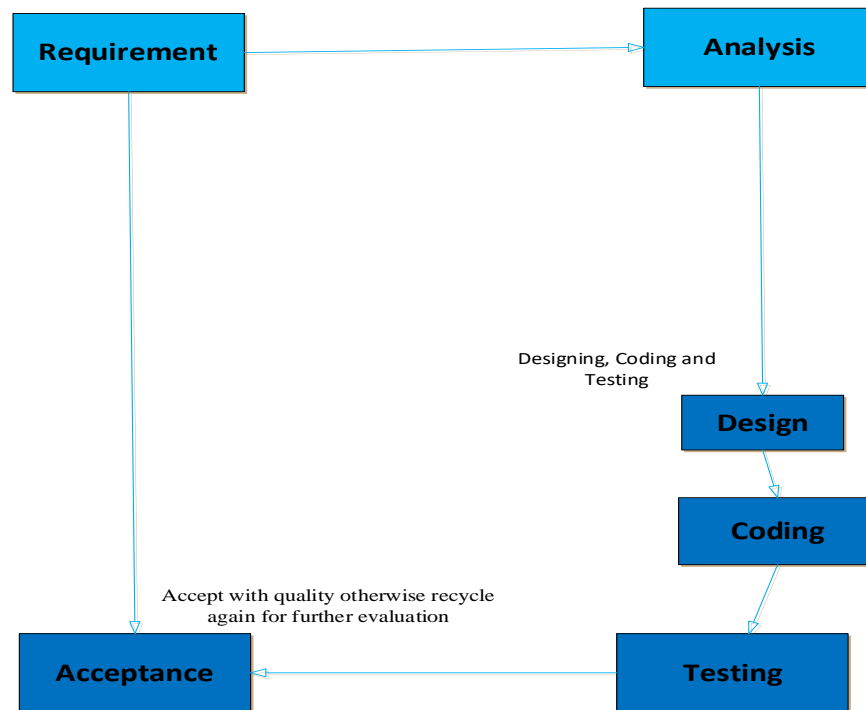 Requirement
Analysis
Designing, Coding and
Testing
Design
Coding
Accept with quality otherwise recycle
again for further evaluation
Acceptance
Testing